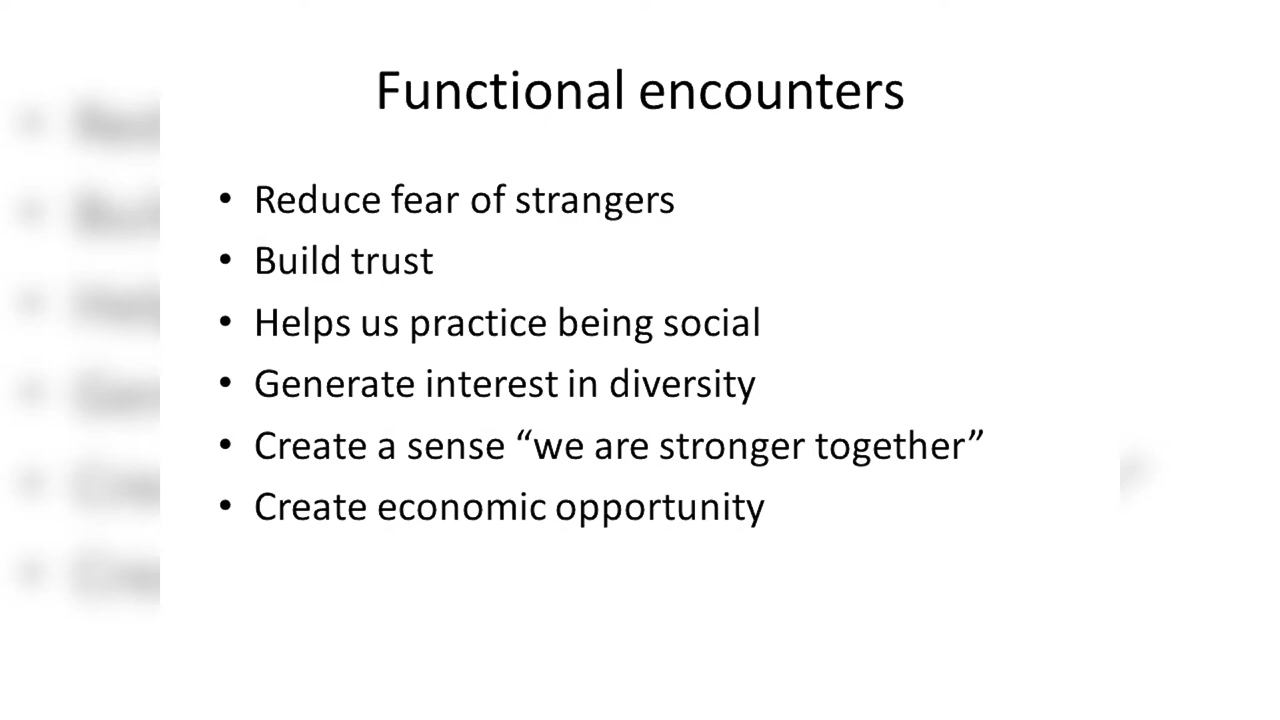 Functional encounters
• Reduce fear of strangers
• Build trust
• Helps us practice being social
• Generate interest in diversity
• Create a sense “we are stronger together”
• Create economic opportunity